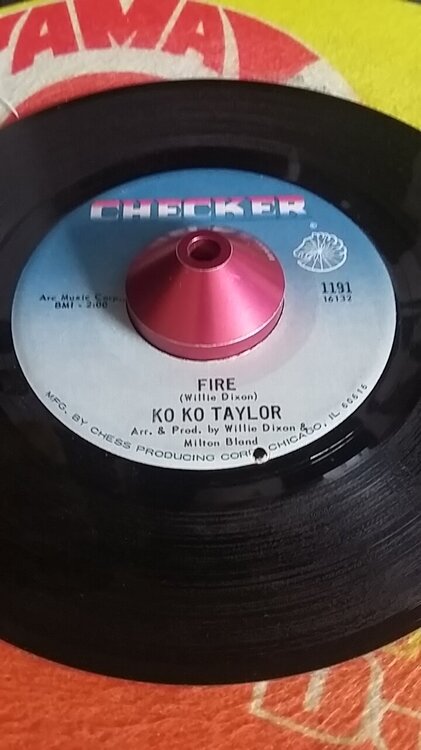 TAMA
CHECKER
®
Arc Music Corp.
BMI - 2:00
1191
16132
FIRE
(Willie Dixon)
KO KO TAYLOR
Arr. & Prod. by Willie Dixon &
Milton Bland
MFG. BY CHESS PRODUCING CORP. CHICAGO, IL 60616